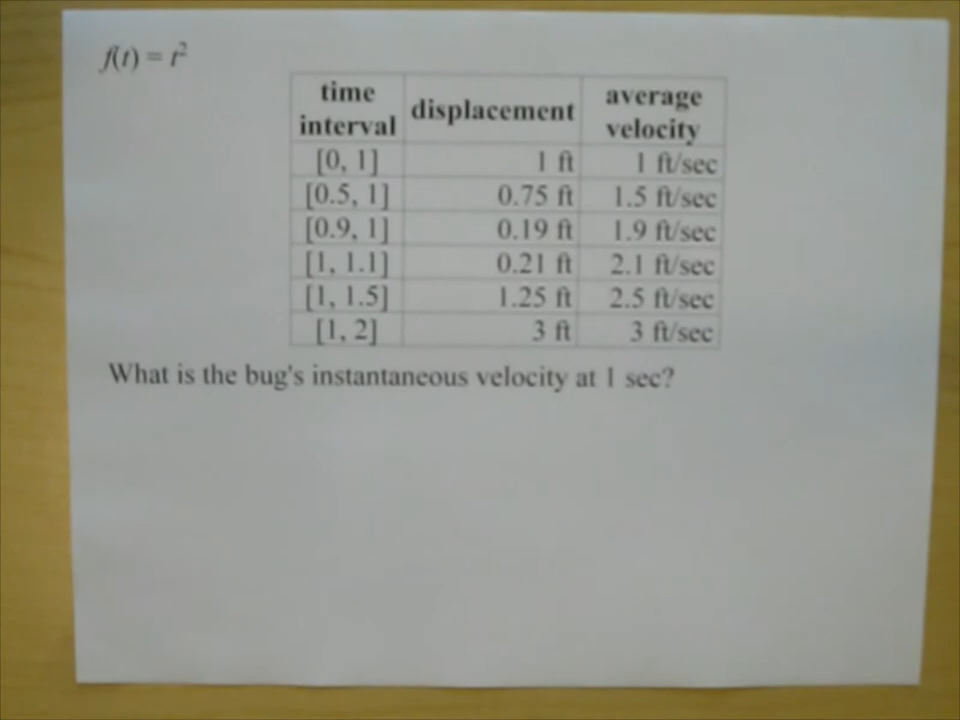 f(t) = t²
time interval displacement average velocity
[0, 1] 1 ft 1 ft/sec
[0.5, 1] 0.75 ft 1.5 ft/sec
[0.9, 1] 0.19 ft 1.9 ft/sec
[1, 1.1] 0.21 ft 2.1 ft/sec
[1, 1.5] 1.25 ft 2.5 ft/sec
[1, 2] 3 ft 3 ft/sec
What is the bug's instantaneous velocity at 1 sec?